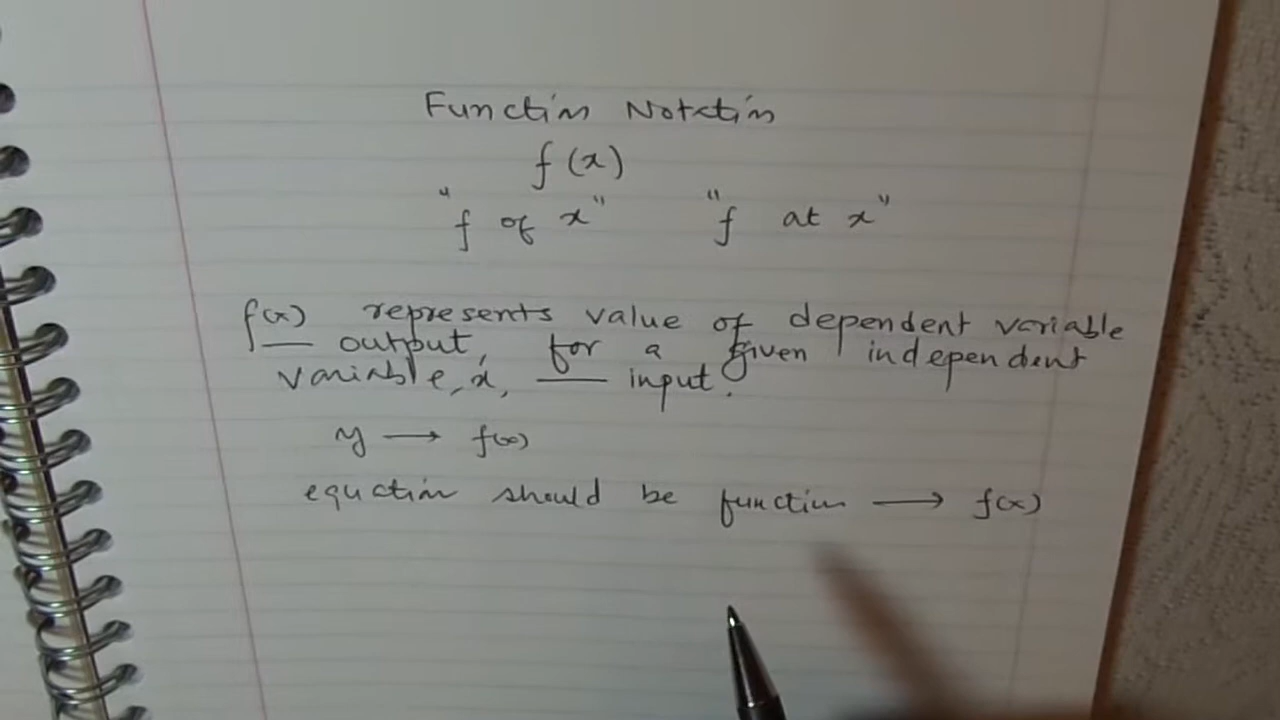 Function Notation
f(x)
"f of x" "f at x"
f(x) represents value of dependent variable
— output, for a given independent
variable, x, — input.
y → f(x)
equation should be function → f(x)